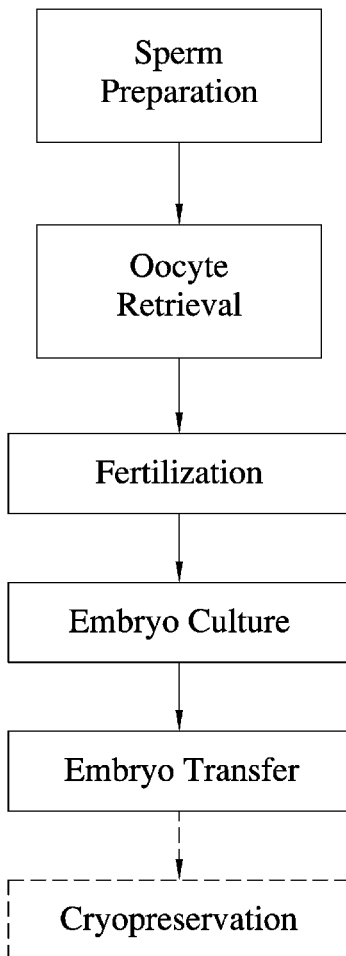 Sperm
Preparation
Oocyte
Retrieval
Fertilization
Embryo Culture
Embryo Transfer
Cryopreservation